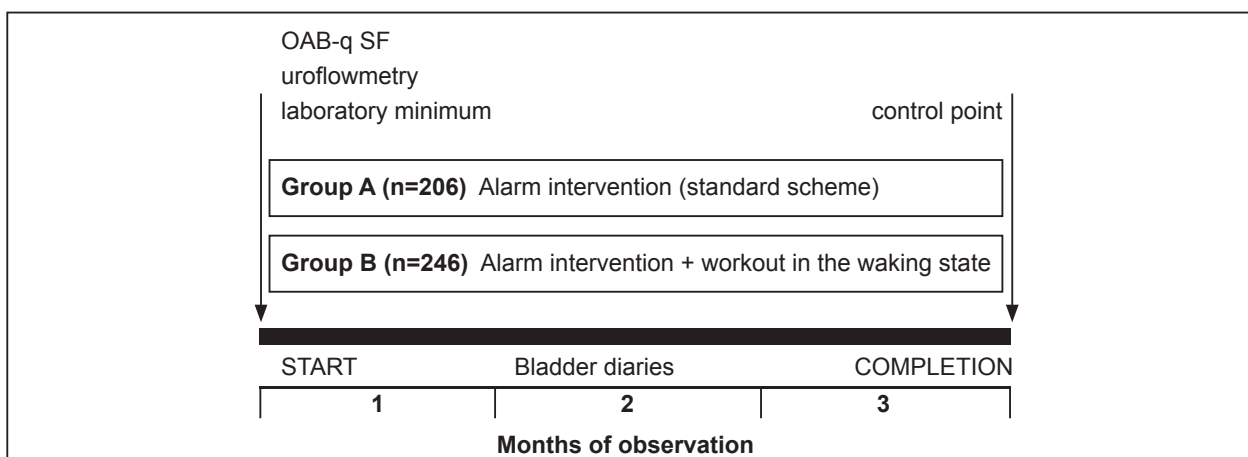 OAB-q SF
uroflowmetry
laboratory minimum
control point
Group A (n=206) Alarm intervention (standard scheme)
Group B (n=246) Alarm intervention + workout in the waking state
START Bladder diaries COMPLETION
1 2 3
Months of observation